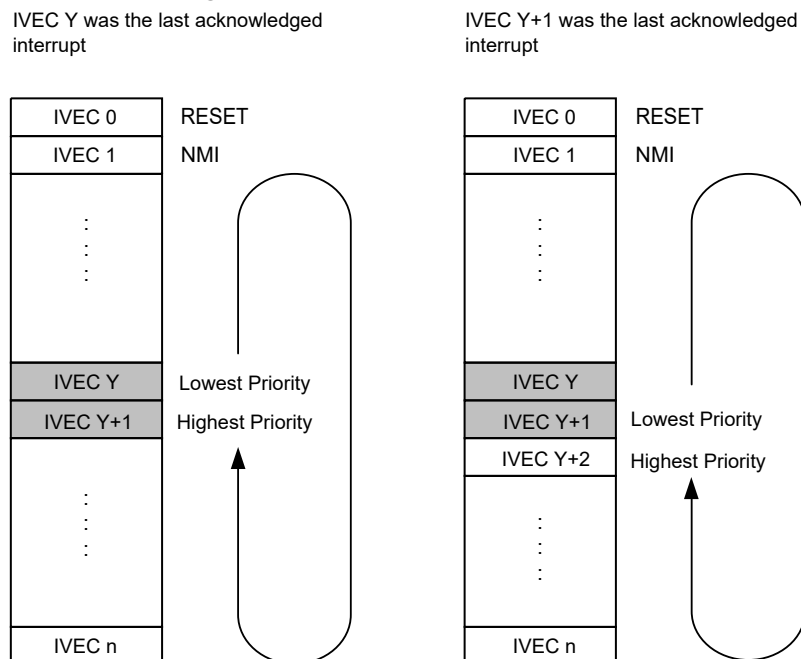 IVEC Y was the last acknowledged
interrupt
IVEC 0 RESET
IVEC 1 NMI
IVEC Y Lowest Priority
IVEC Y+1 Highest Priority
IVEC n
IVEC Y+1 was the last acknowledged
interrupt
IVEC 0 RESET
IVEC 1 NMI
IVEC Y
IVEC Y+1 Lowest Priority
IVEC Y+2 Highest Priority
IVEC n